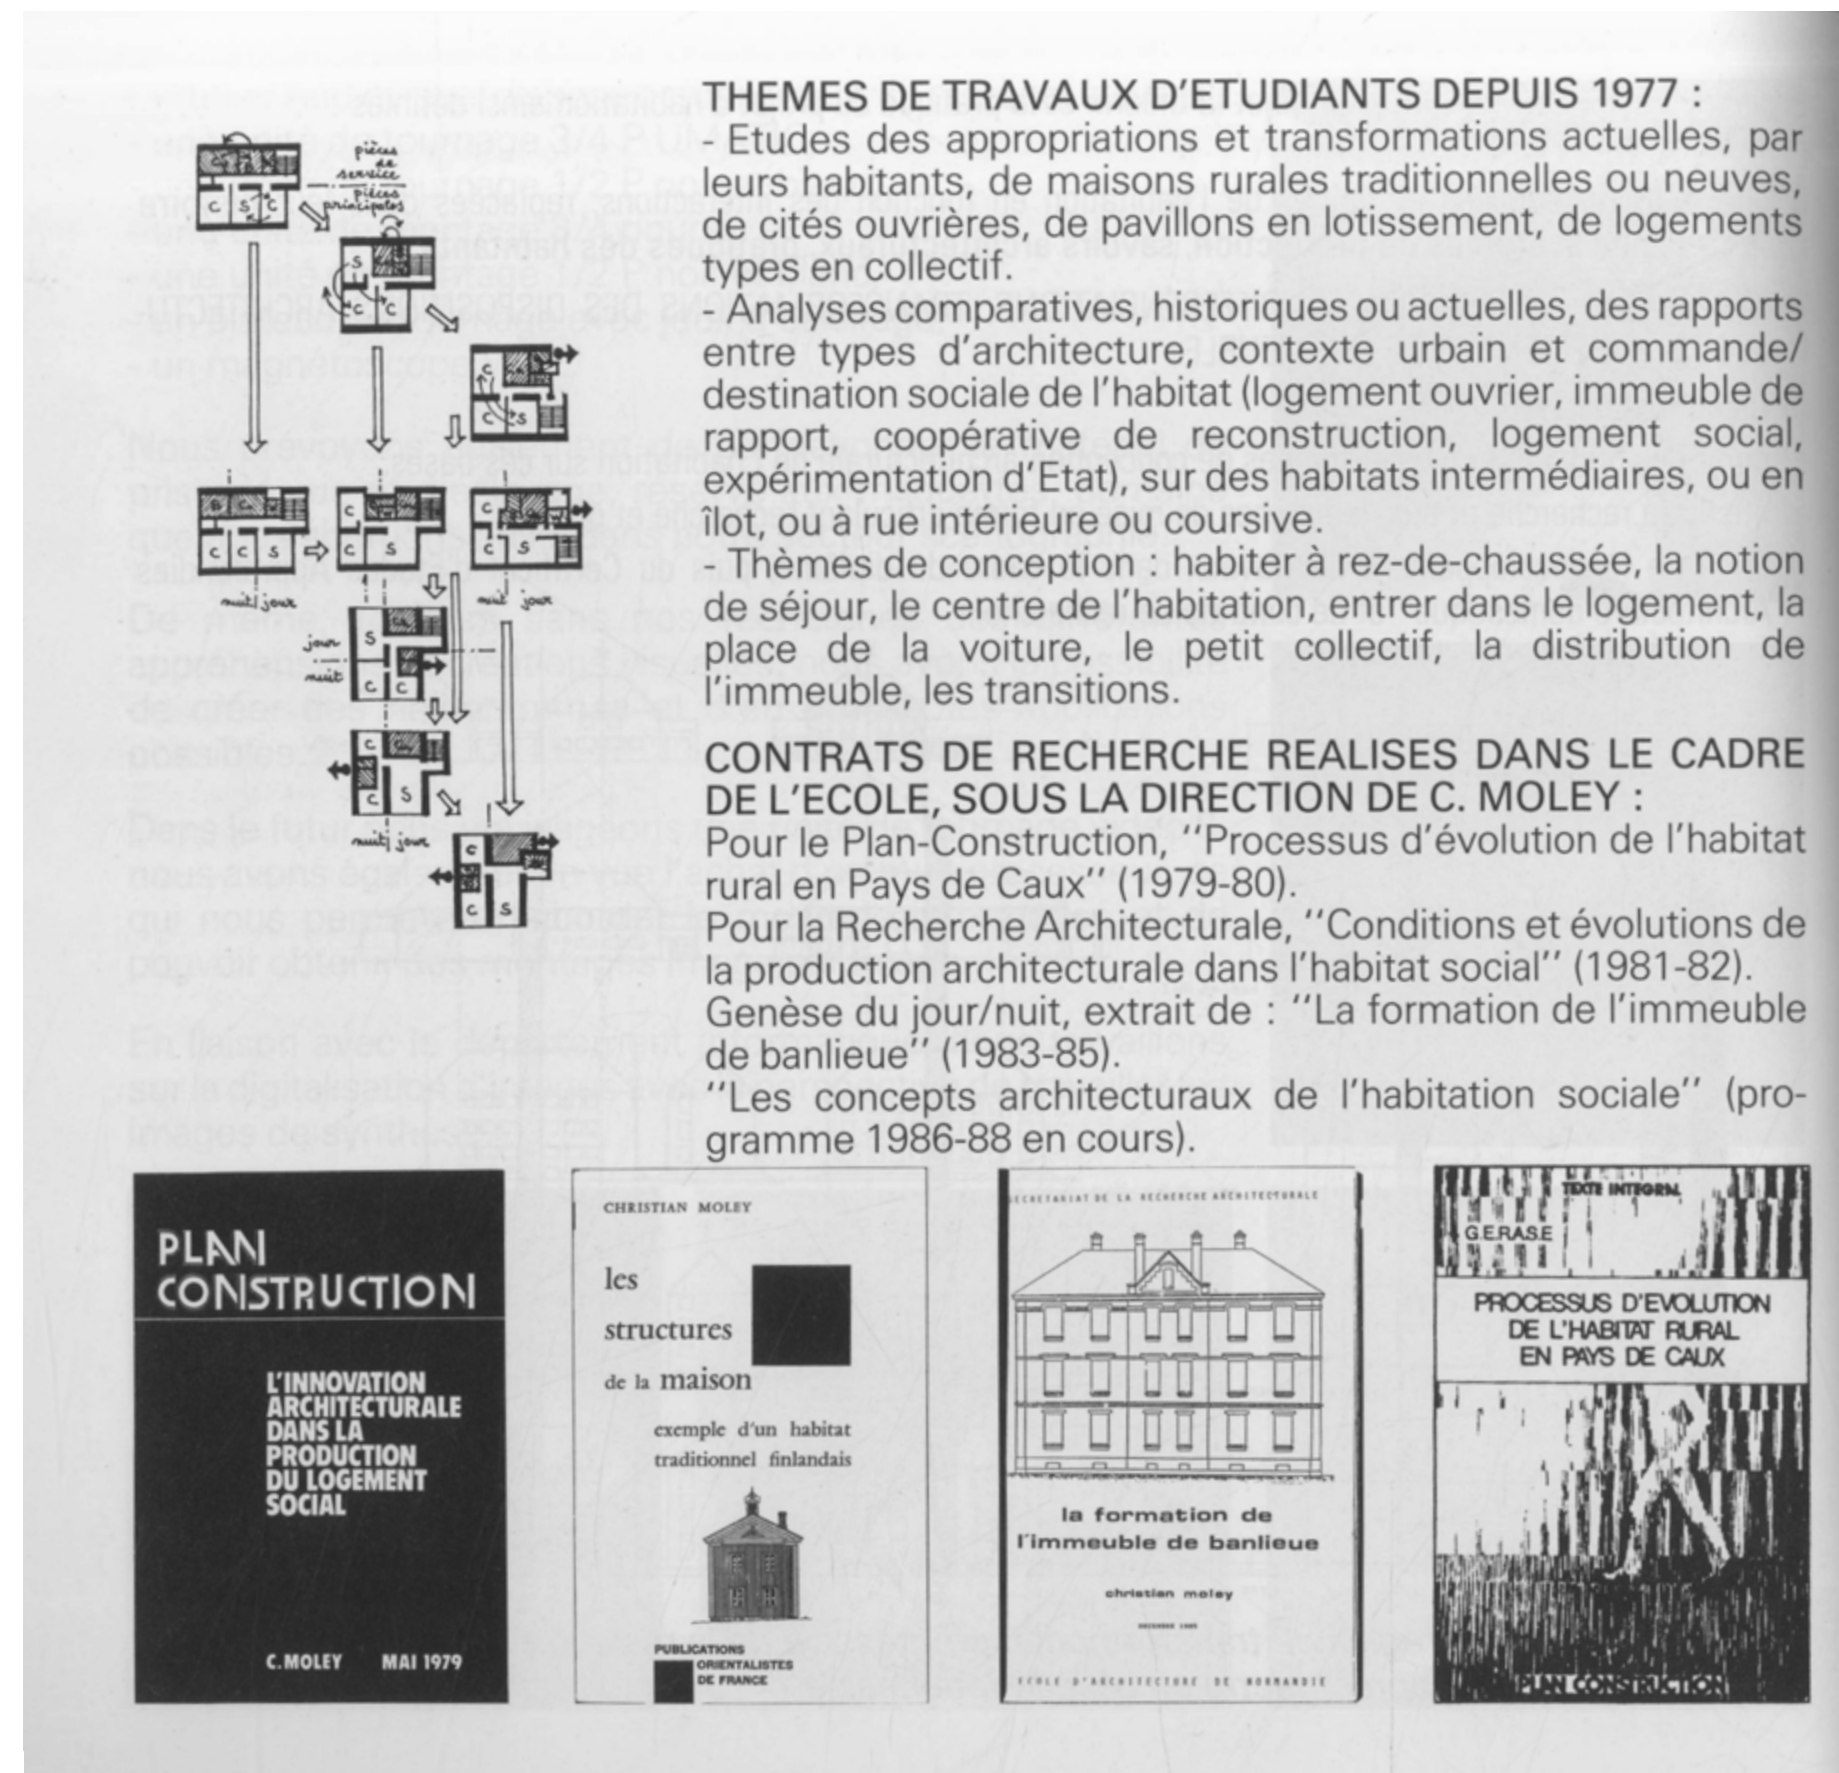 THEMES DE TRAVAUX D'ETUDIANTS DEPUIS 1977 :
- Etudes des appropriations et transformations actuelles, par
leurs habitants, de maisons rurales traditionnelles ou neuves,
de cités ouvrières, de pavillons en lotissement, de logements
types en collectif.
- Analyses comparatives, historiques ou actuelles, des rapports
entre types d'architecture, contexte urbain et commande/
destination sociale de l'habitat (logement ouvrier, immeuble de
rapport, coopérative de reconstruction, logement social,
expérimentation d'Etat), sur des habitats intermédiaires, ou en
îlot, ou à rue intérieure ou coursive.
- Thèmes de conception : habiter à rez-de-chaussée, la notion
de séjour, le centre de l'habitation, entrer dans le logement, la
place de la voiture, le petit collectif, la distribution de
l'immeuble, les transitions.
CONTRATS DE RECHERCHE REALISES DANS LE CADRE
DE L'ECOLE, SOUS LA DIRECTION DE C. MOLEY :
Pour le Plan-Construction, "Processus d'évolution de l'habitat
rural en Pays de Caux" (1979-80).
Pour la Recherche Architecturale, "Conditions et évolutions de
la production architecturale dans l'habitat social" (1981-82).
Genèse du jour/nuit, extrait de : "La formation de l'immeuble
de banlieue" (1983-85).
"Les concepts architecturaux de l'habitation sociale" (pro-
gramme 1986-88 en cours).
pièces
de
service
pièces
principales
C S C
S
C C
C
C S
C C S
C
C S
C
C S
nuit jour
nuit jour
jour
nuit
S
C C
C
C S
nuit jour
C
C S
PLAN
CONSTRUCTION
L'INNOVATION
ARCHITECTURALE
DANS LA
PRODUCTION
DU LOGEMENT
SOCIAL
C.MOLEY MAI 1979
CHRISTIAN MOLEY
les
structures
de la maison
exemple d'un habitat
traditionnel finlandais
PUBLICATIONS
ORIENTALISTES
DE FRANCE
SECRETARIAT DE LA RECHERCHE ARCHITECTURALE
la formation de
l'immeuble de banlieue
christian moley
ECOLE D'ARCHITECTURE DE NORMANDIE
TEXTE INTEGRAL
G.E.R.A.S.E
PROCESSUS D'EVOLUTION
DE L'HABITAT RURAL
EN PAYS DE CAUX
PLAN CONSTRUCTION